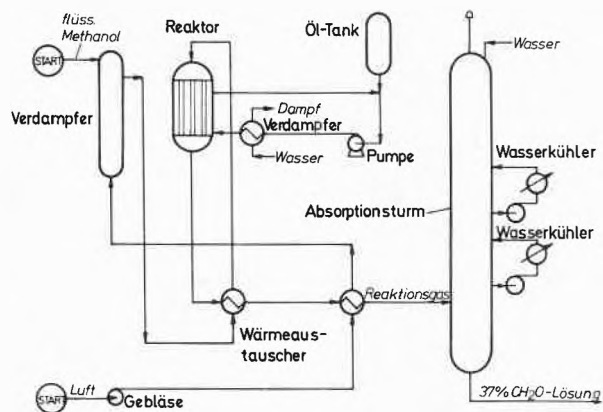 flüss.
Methanol
START
Verdampfer
Reaktor
Öl-Tank
Dampf
Verdampfer
Wasser
Pumpe
Wasser
Wasserkühler
Absorptionsturm
Wasserkühler
Reaktionsgas
Wärmeaus-
tauscher
START
Luft
Gebläse
37% CH₂O-Lösung